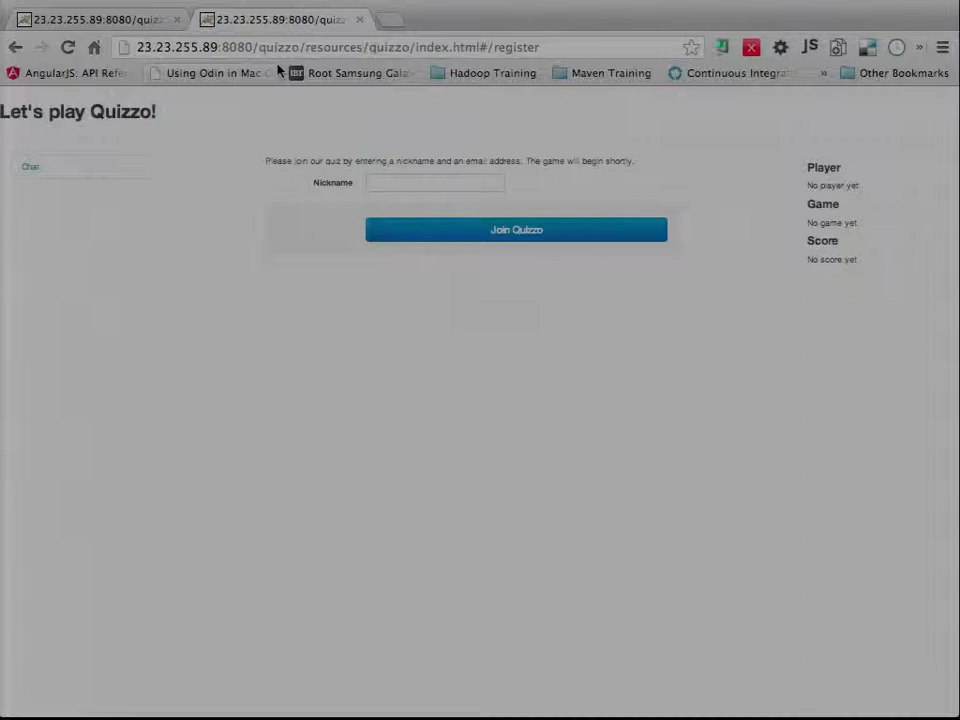 23.23.255.89:8080/quizz
23.23.255.89:8080/quizz
23.23.255.89:8080/quizzo/resources/quizzo/index.html#/register
JS
»
AngularJS: API Refe
Using Odin in Mac O
Root Samsung Gala
Hadoop Training
Maven Training
Continuous Integra
»
Other Bookmarks
Let's play Quizzo!
Chat
Please join our quiz by entering a nickname and an email address. The game will begin shortly.
Nickname
Join Quizzo
Player
No player yet
Game
No game yet
Score
No score yet